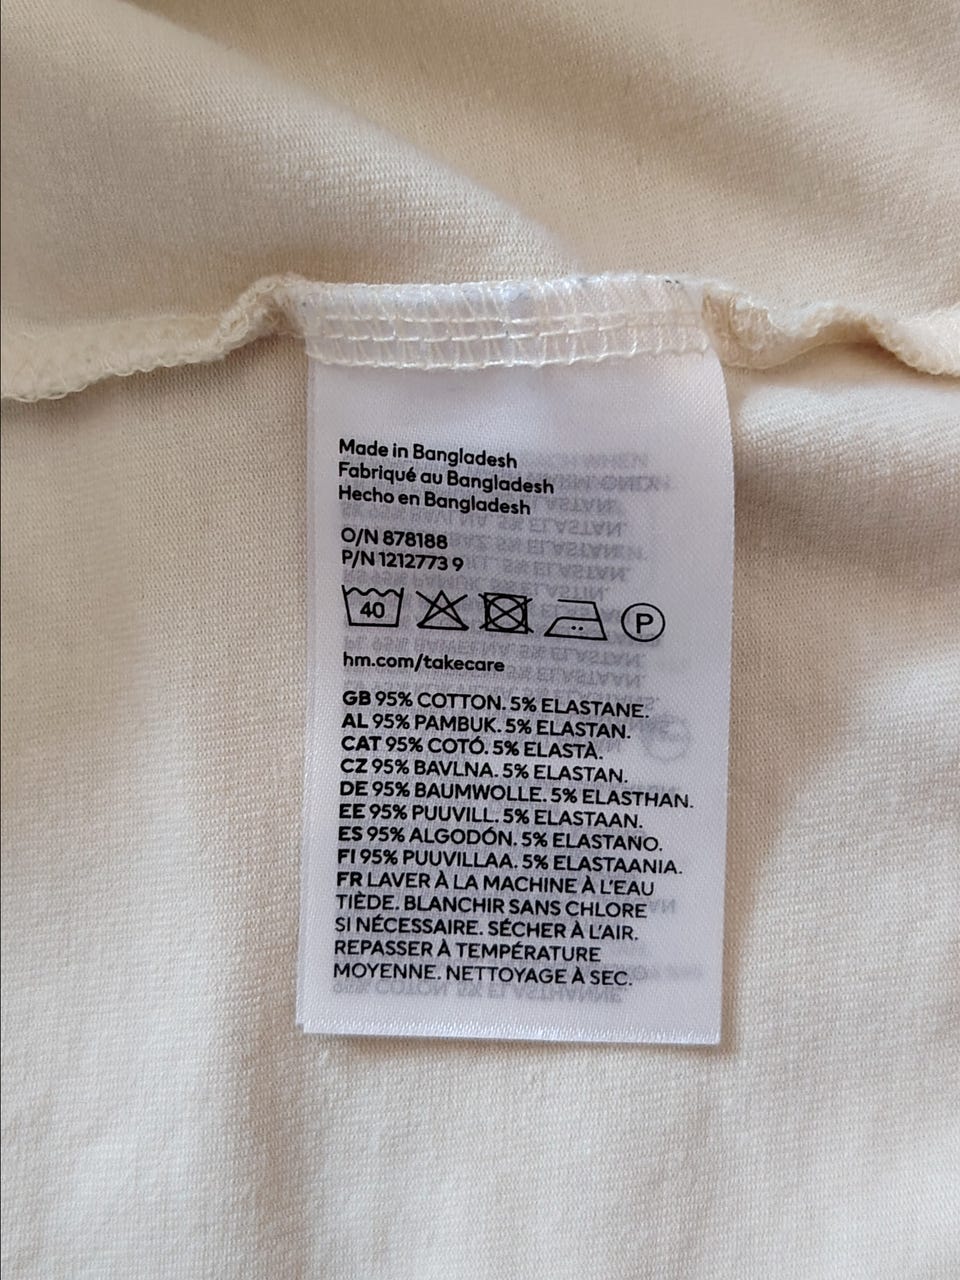 Made in Bangladesh
Fabriqué au Bangladesh
Hecho en Bangladesh
O/N 878188
P/N 1212773 9
40 P
hm.com/takecare
GB 95% COTTON. 5% ELASTANE.
AL 95% PAMBUK. 5% ELASTAN.
CAT 95% COTÓ. 5% ELASTÀ.
CZ 95% BAVLNA. 5% ELASTAN.
DE 95% BAUMWOLLE. 5% ELASTHAN.
EE 95% PUUVILL. 5% ELASTAAN.
ES 95% ALGODÓN. 5% ELASTANO.
FI 95% PUUVILLAA. 5% ELASTAANIA.
FR LAVER À LA MACHINE À L'EAU
TIÈDE. BLANCHIR SANS CHLORE
SI NÉCESSAIRE. SÉCHER À L'AIR.
REPASSER À TEMPÉRATURE
MOYENNE. NETTOYAGE À SEC.